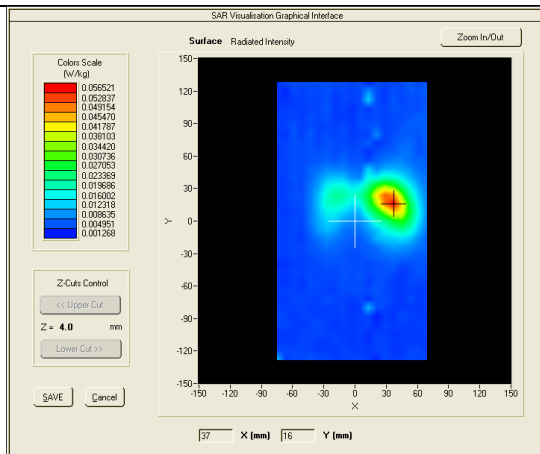 SAR Visualisation Graphical Interface
Surface Radiated Intensity
Zoom In/Out
Colors Scale
(W/kg)
0.056521
0.052837
0.049154
0.045470
0.041787
0.038103
0.034420
0.030736
0.027053
0.023369
0.019686
0.016002
0.012318
0.008635
0.004951
0.001268
150-
120-
90-
60-
30-
Y
0-
-30-
-60-
-90-
-120-
-150-
-150 -120 -90 -60 -30 0 30 60 90 120 150
X
Z-Cuts Control
<< Upper Cut
Z = 4.0 mm
Lower Cut >>
SAVE Cancel
37 X (mm) 16 Y (mm)